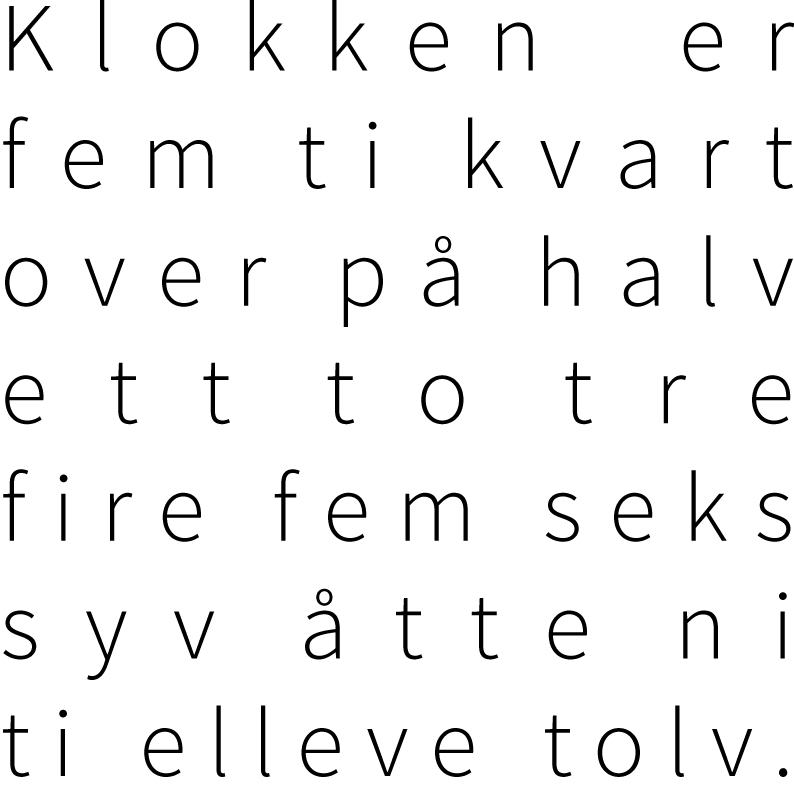 Klokken er
fem ti kvart
over på halv
ett to tre
fire fem seks
syv åtte ni
ti elleve tolv.